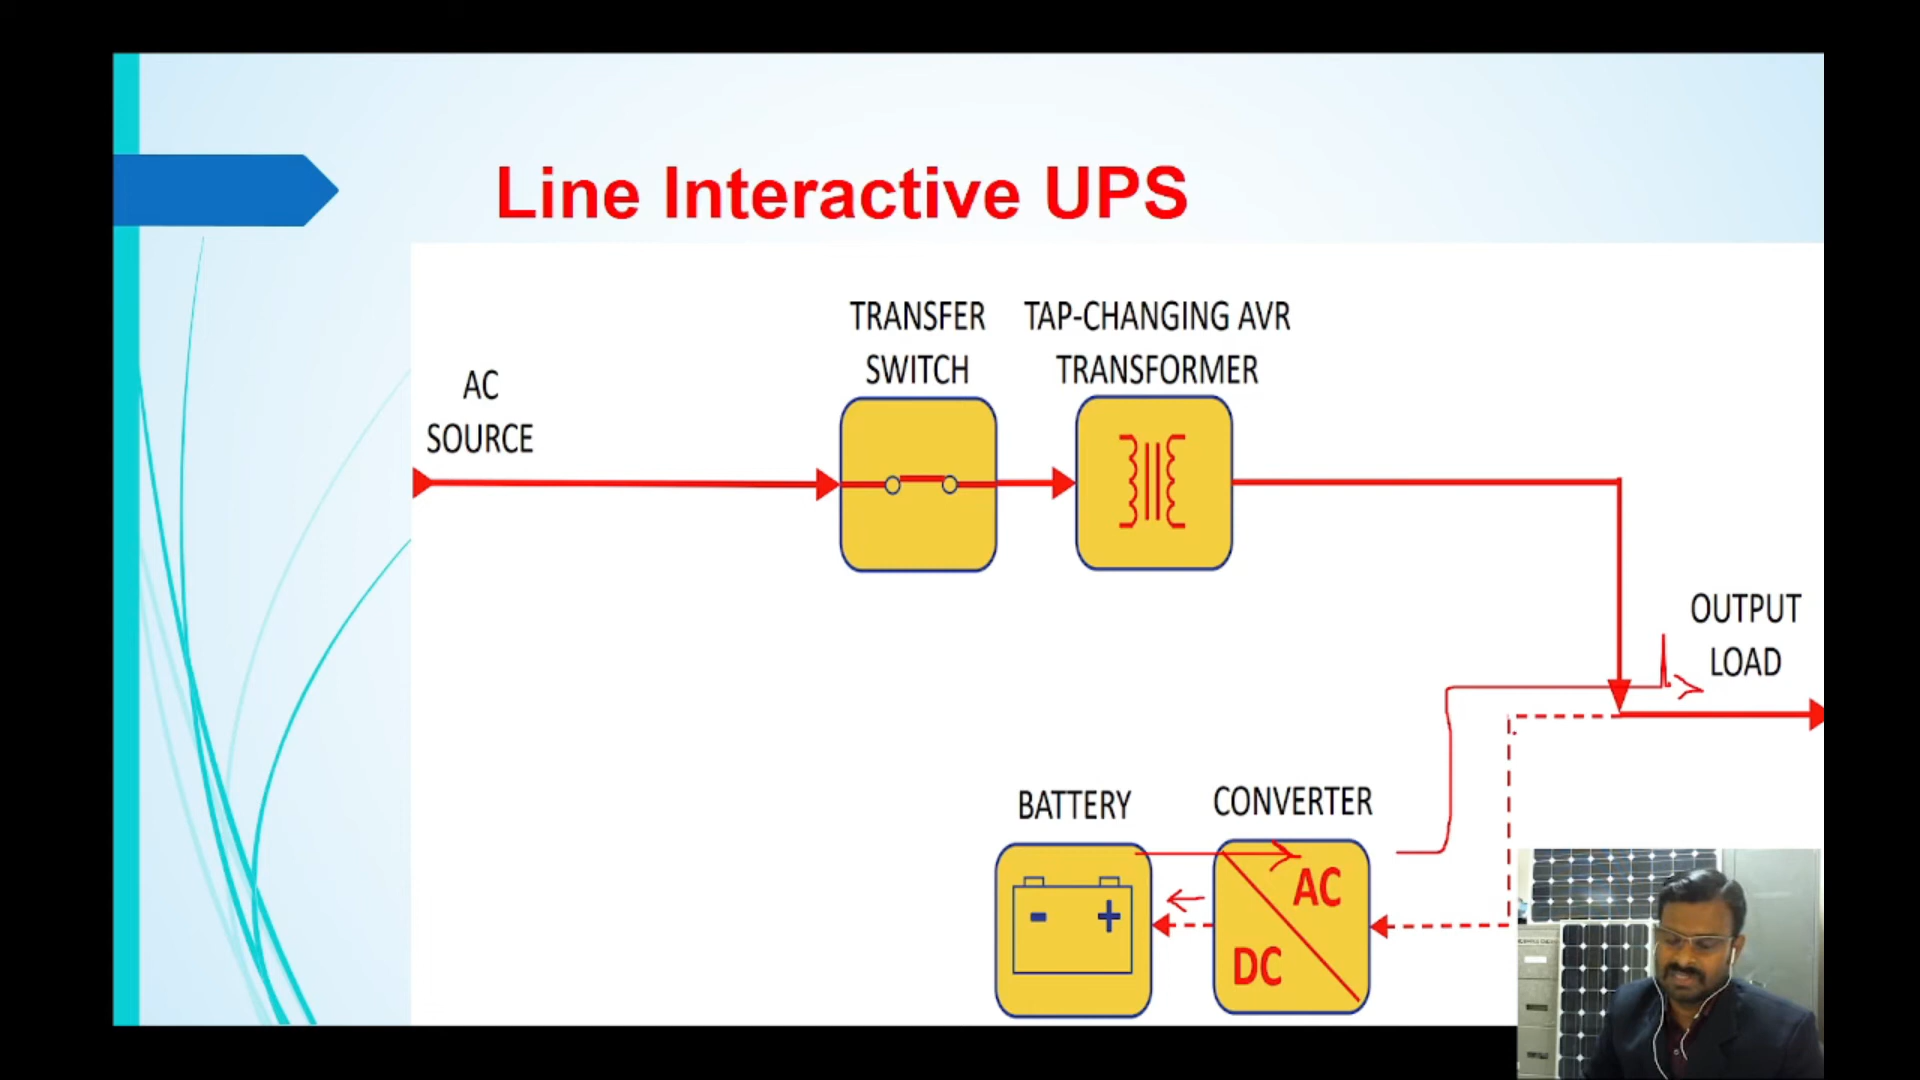 Line Interactive UPS
TRANSFER
SWITCH
TAP-CHANGING AVR
TRANSFORMER
AC
SOURCE
OUTPUT
LOAD
BATTERY
CONVERTER
- +
AC
DC